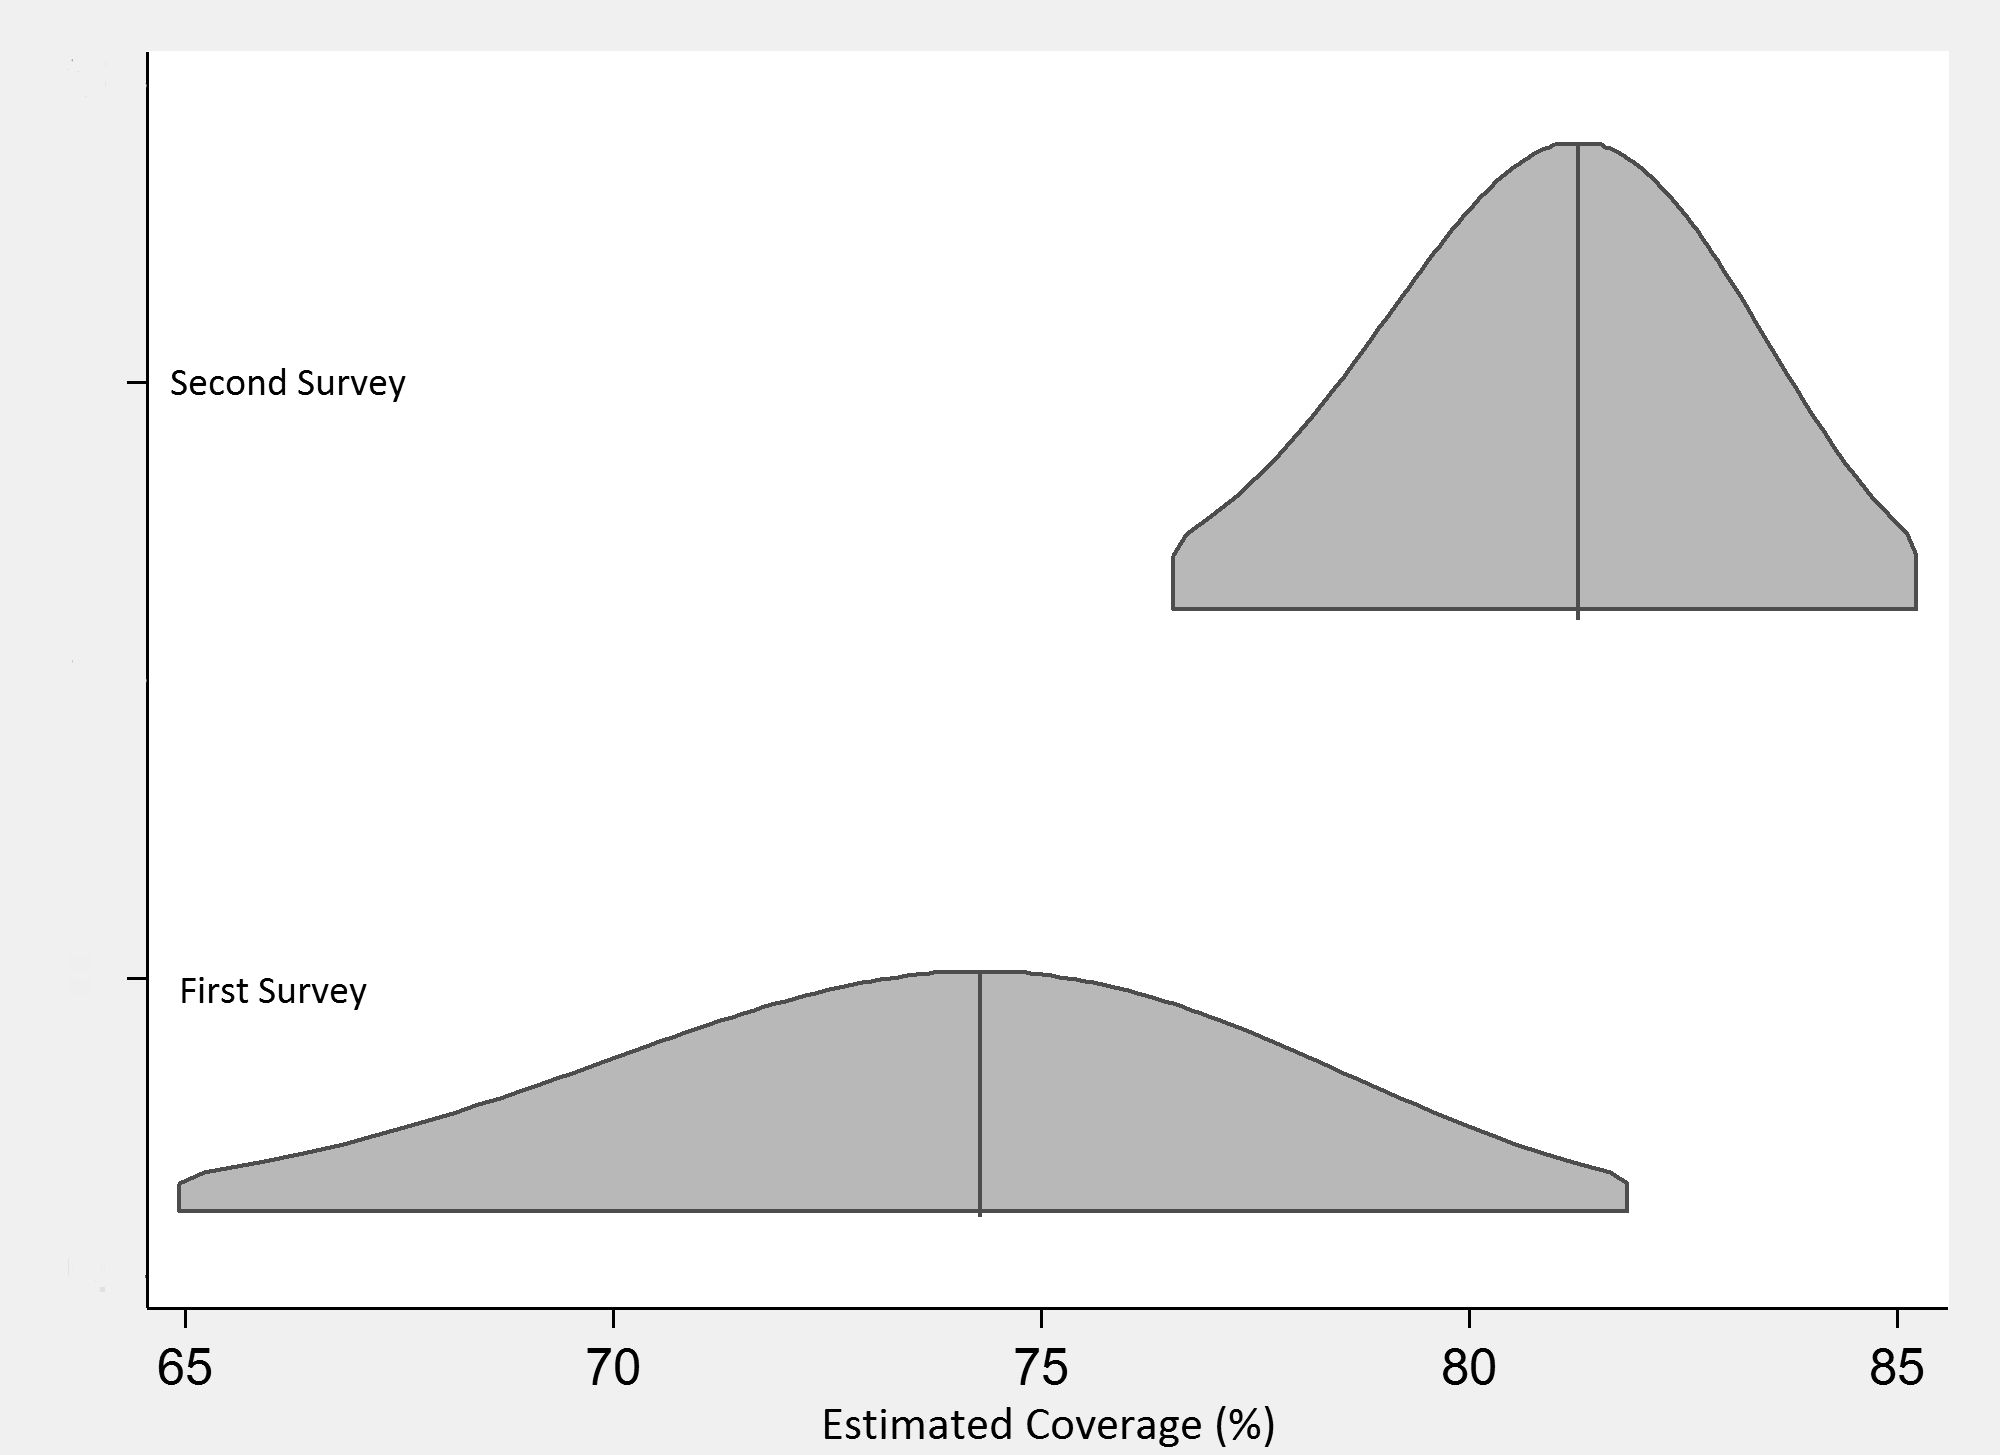 Second Survey
First Survey
65 70 75 80 85
Estimated Coverage (%)